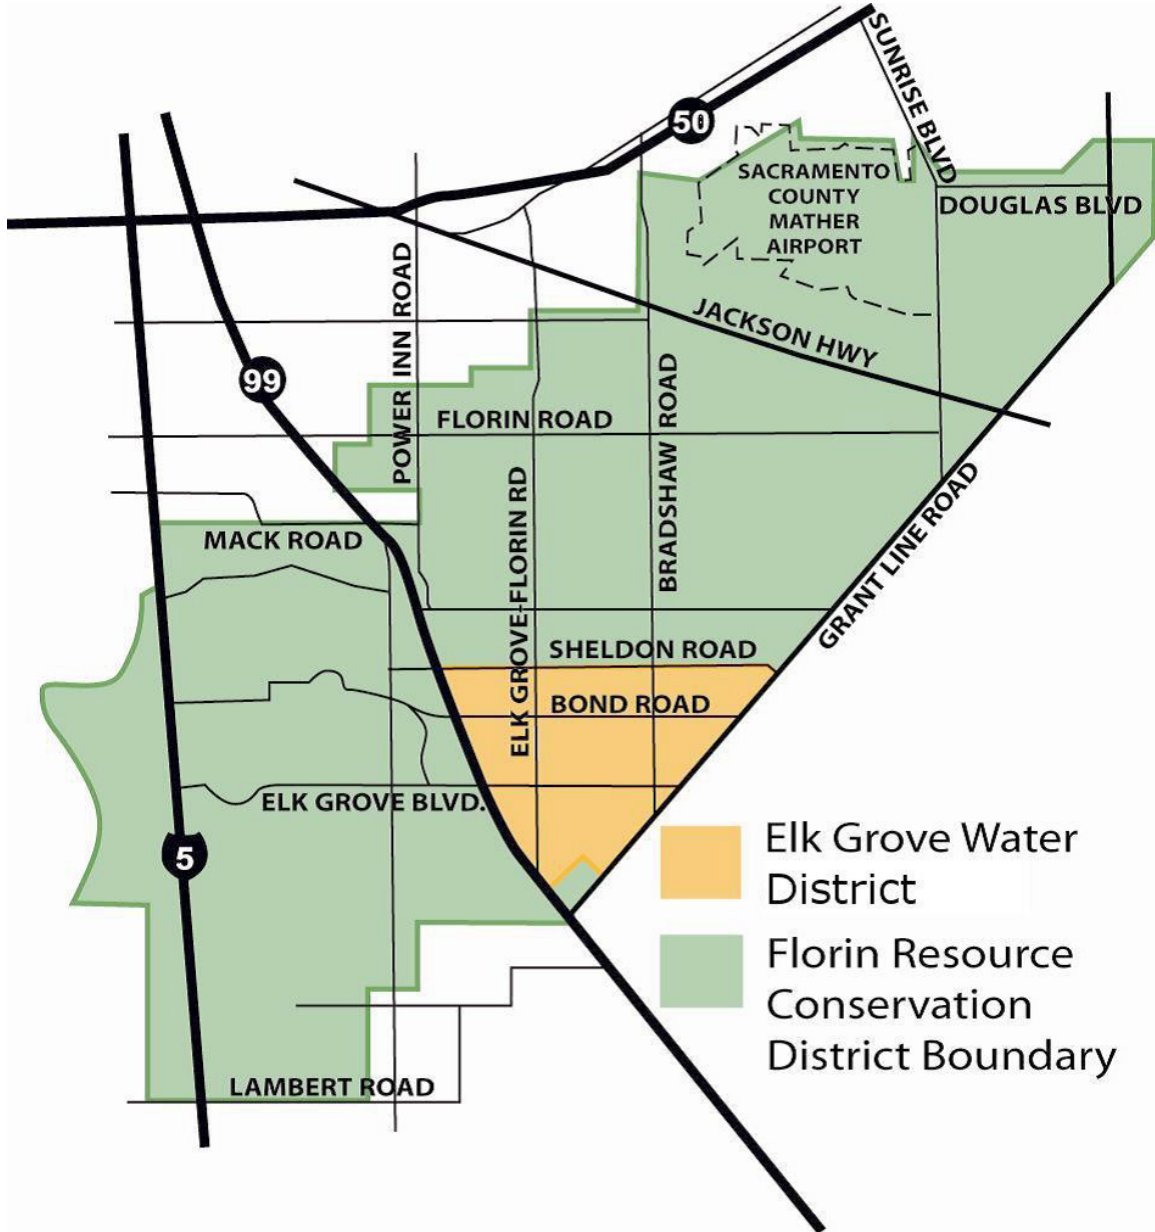 SUNRISE BLVD
50
SACRAMENTO
COUNTY
MATHER
AIRPORT
DOUGLAS BLVD
POWER INN ROAD
JACKSON HWY
99
FLORIN ROAD
BRADSHAW ROAD
ELK GROVE-FLORIN RD
GRANT LINE ROAD
MACK ROAD
SHELDON ROAD
BOND ROAD
ELK GROVE BLVD.
5
Elk Grove Water
District
Florin Resource
Conservation
District Boundary
LAMBERT ROAD